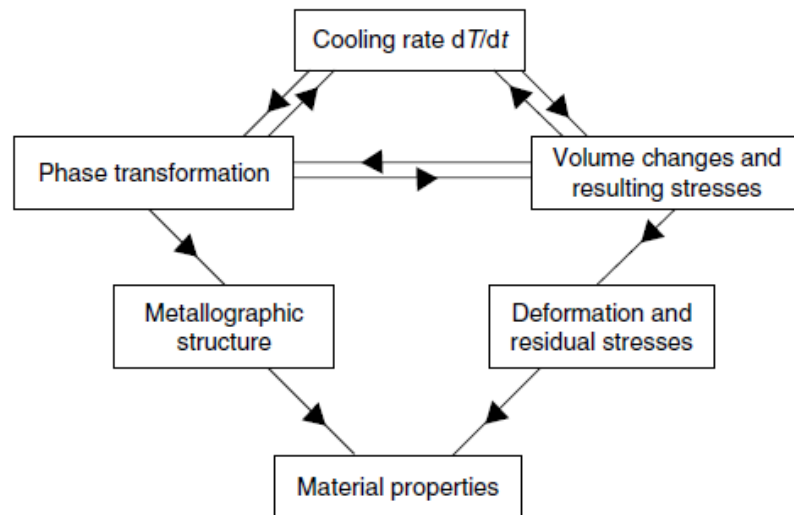 Cooling rate dT/dt
Phase transformation
Volume changes and
resulting stresses
Metallographic
structure
Deformation and
residual stresses
Material properties